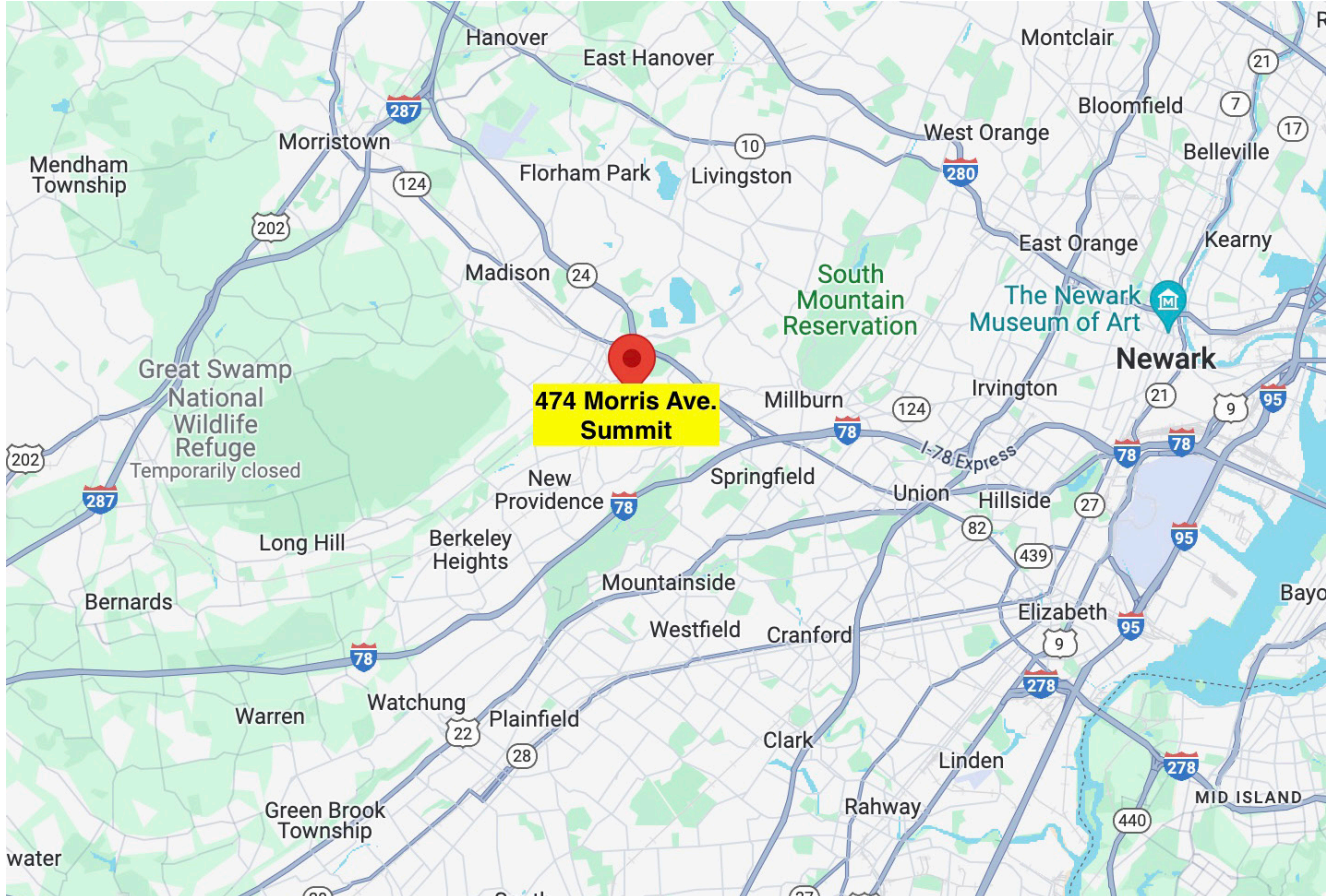 R
Hanover
East Hanover
Montclair
21
287
Bloomfield
7
17
Morristown
10
West Orange
Belleville
Mendham
Township
124
Florham Park
Livingston
280
202
East Orange
Kearny
Madison
24
South
Mountain
Reservation
The Newark
Museum of Art
M
Newark
Great Swamp
National
Wildlife
Refuge
Temporarily closed
474 Morris Ave.
Summit
Millburn
Irvington
124
21
9
95
78
78
78
I-78 Express
202
287
New
Providence
78
Springfield
Union
Hillside
27
82
95
439
Long Hill
Berkeley
Heights
Mountainside
Bernards
Bayo
Elizabeth
95
Westfield
Cranford
9
78
278
Watchung
Warren
22
Plainfield
28
Clark
Linden
278
MID ISLAND
Green Brook
Township
Rahway
440
water